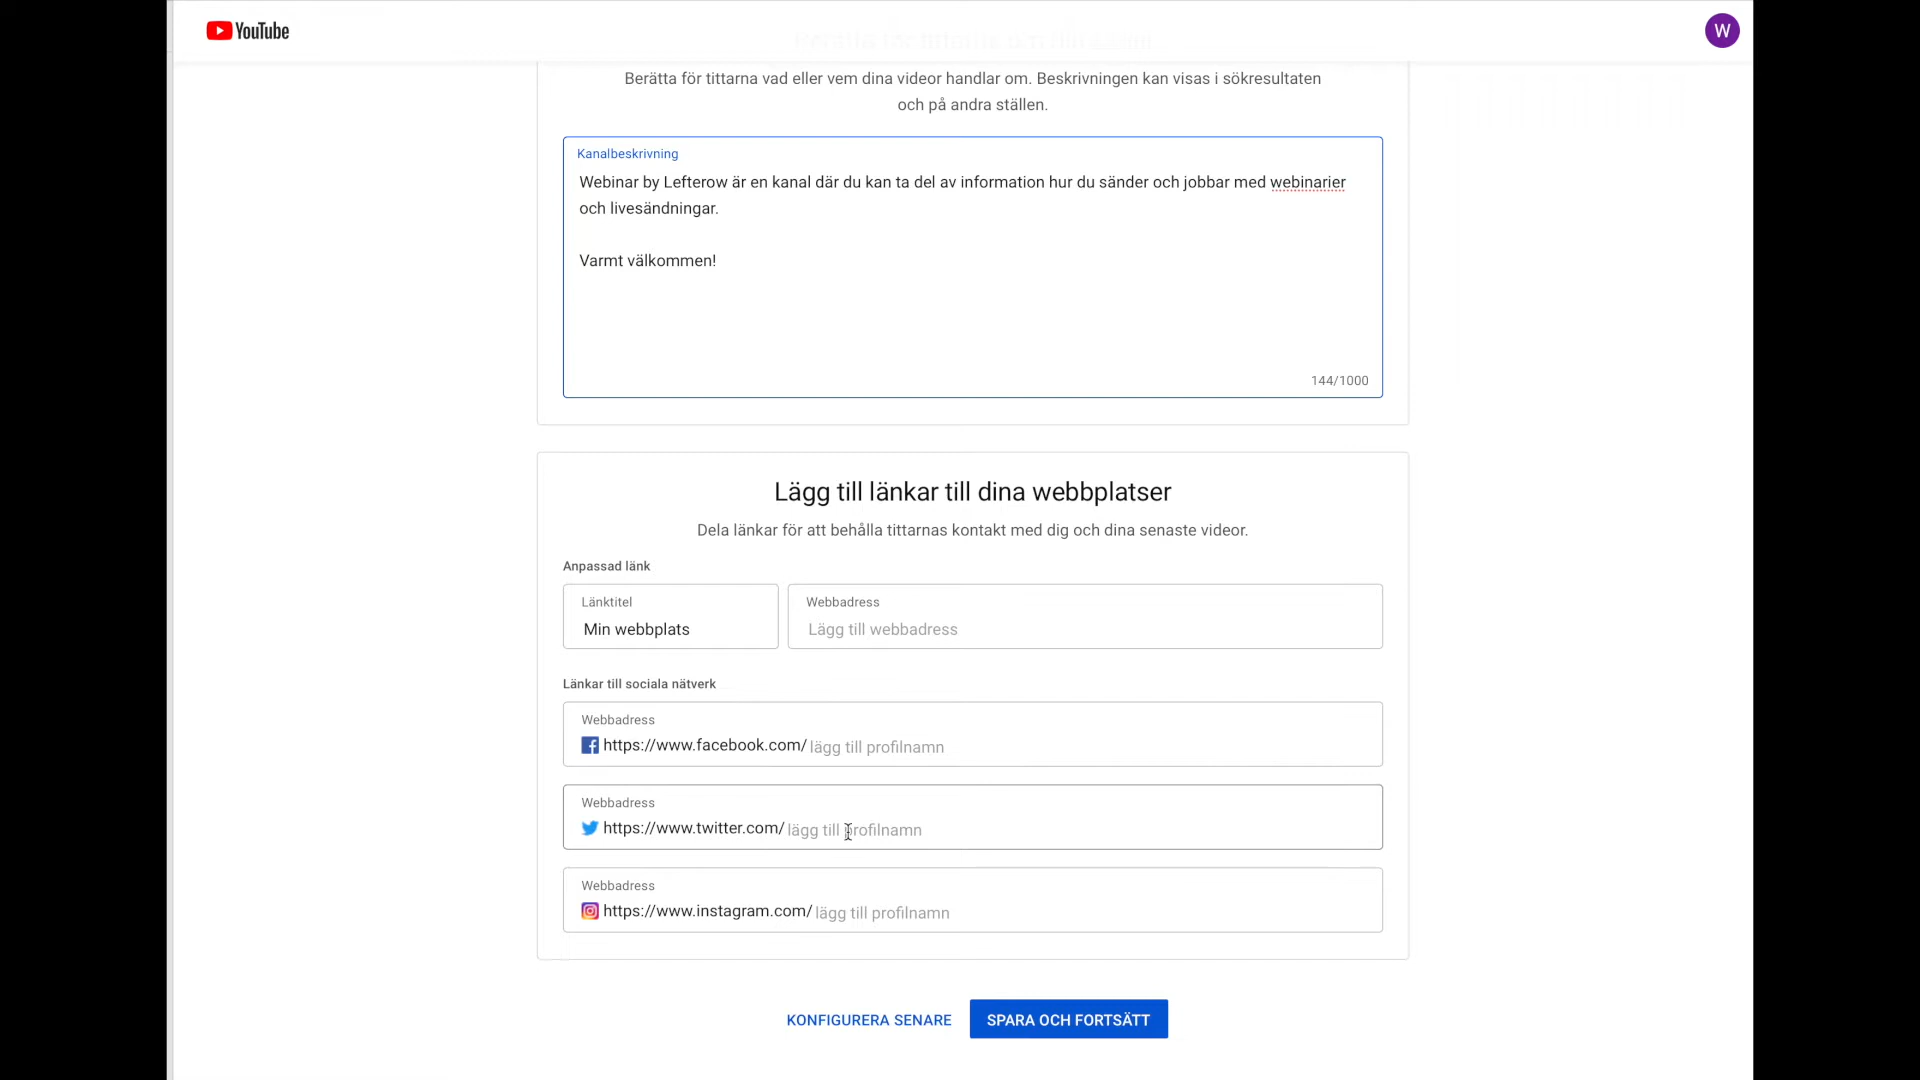 YouTube
W
Berätta för tittarna vad eller vem dina videor handlar om. Beskrivningen kan visas i sökresultaten
och på andra ställen.
Kanalbeskrivning
Webinar by Lefterow är en kanal där du kan ta del av information hur du sänder och jobbar med webinarier
och livesändningar.
Varmt välkommen!
144/1000
Lägg till länkar till dina webbplatser
Dela länkar för att behålla tittarnas kontakt med dig och dina senaste videor.
Anpassad länk
Länktitel
Min webbplats
Webbadress
Lägg till webbadress
Länkar till sociala nätverk
Webbadress
https://www.facebook.com/ lägg till profilnamn
Webbadress
https://www.twitter.com/ lägg till profilnamn
Webbadress
https://www.instagram.com/ lägg till profilnamn
KONFIGURERA SENARE
SPARA OCH FORTSÄTT